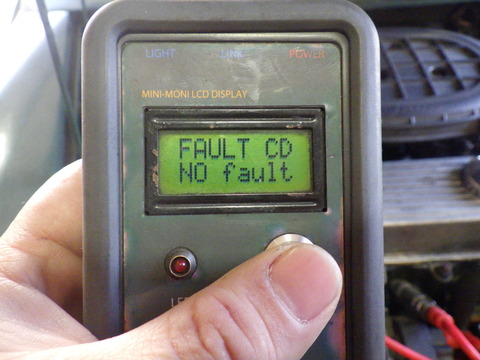 LIGHT LINK POWER
MINI-MONI LCD DISPLAY
FAULT CD
NO fault